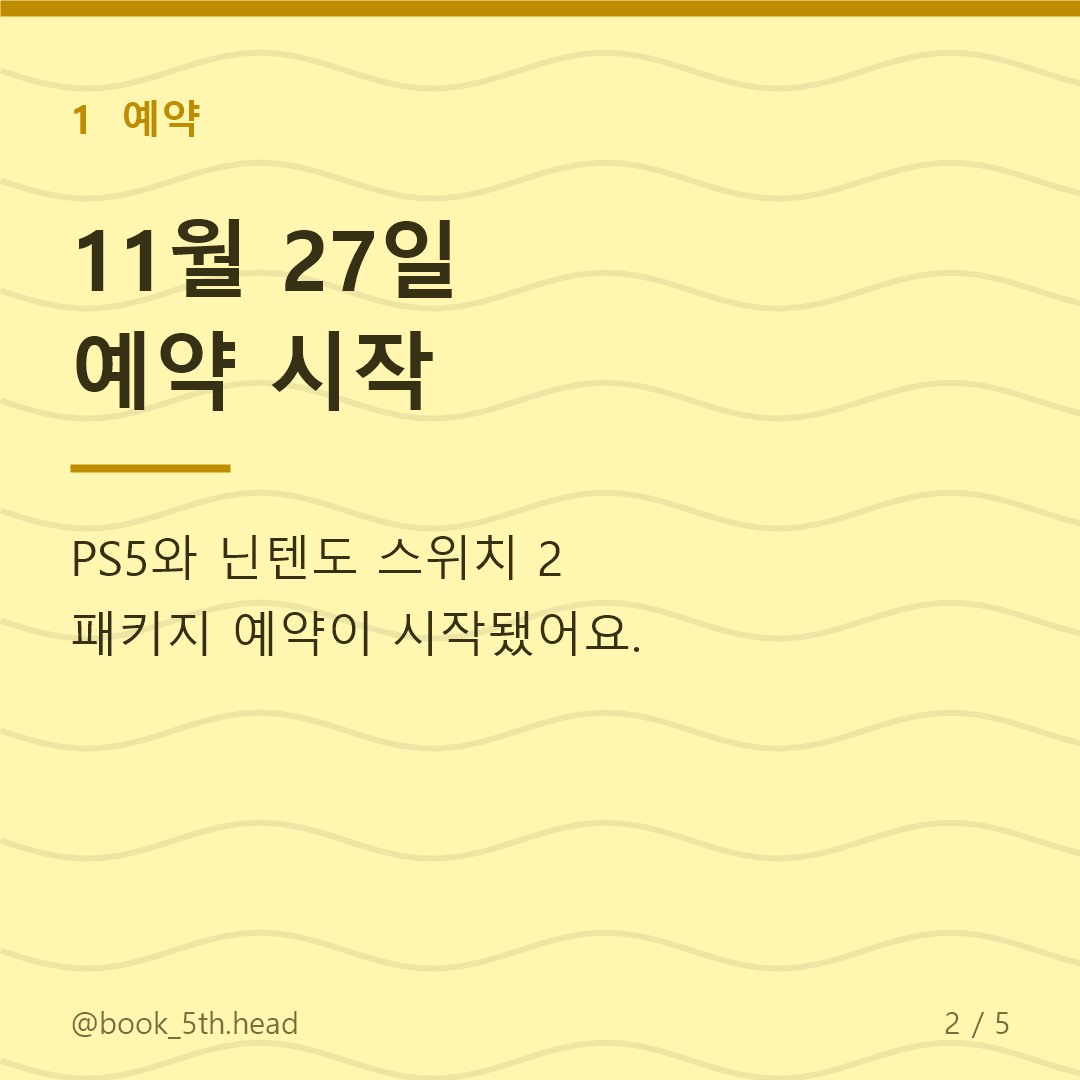 1 예약
11월 27일
예약 시작
PS5와 닌텐도 스위치 2
패키지 예약이 시작됐어요.
@book_5th.head
2 / 5